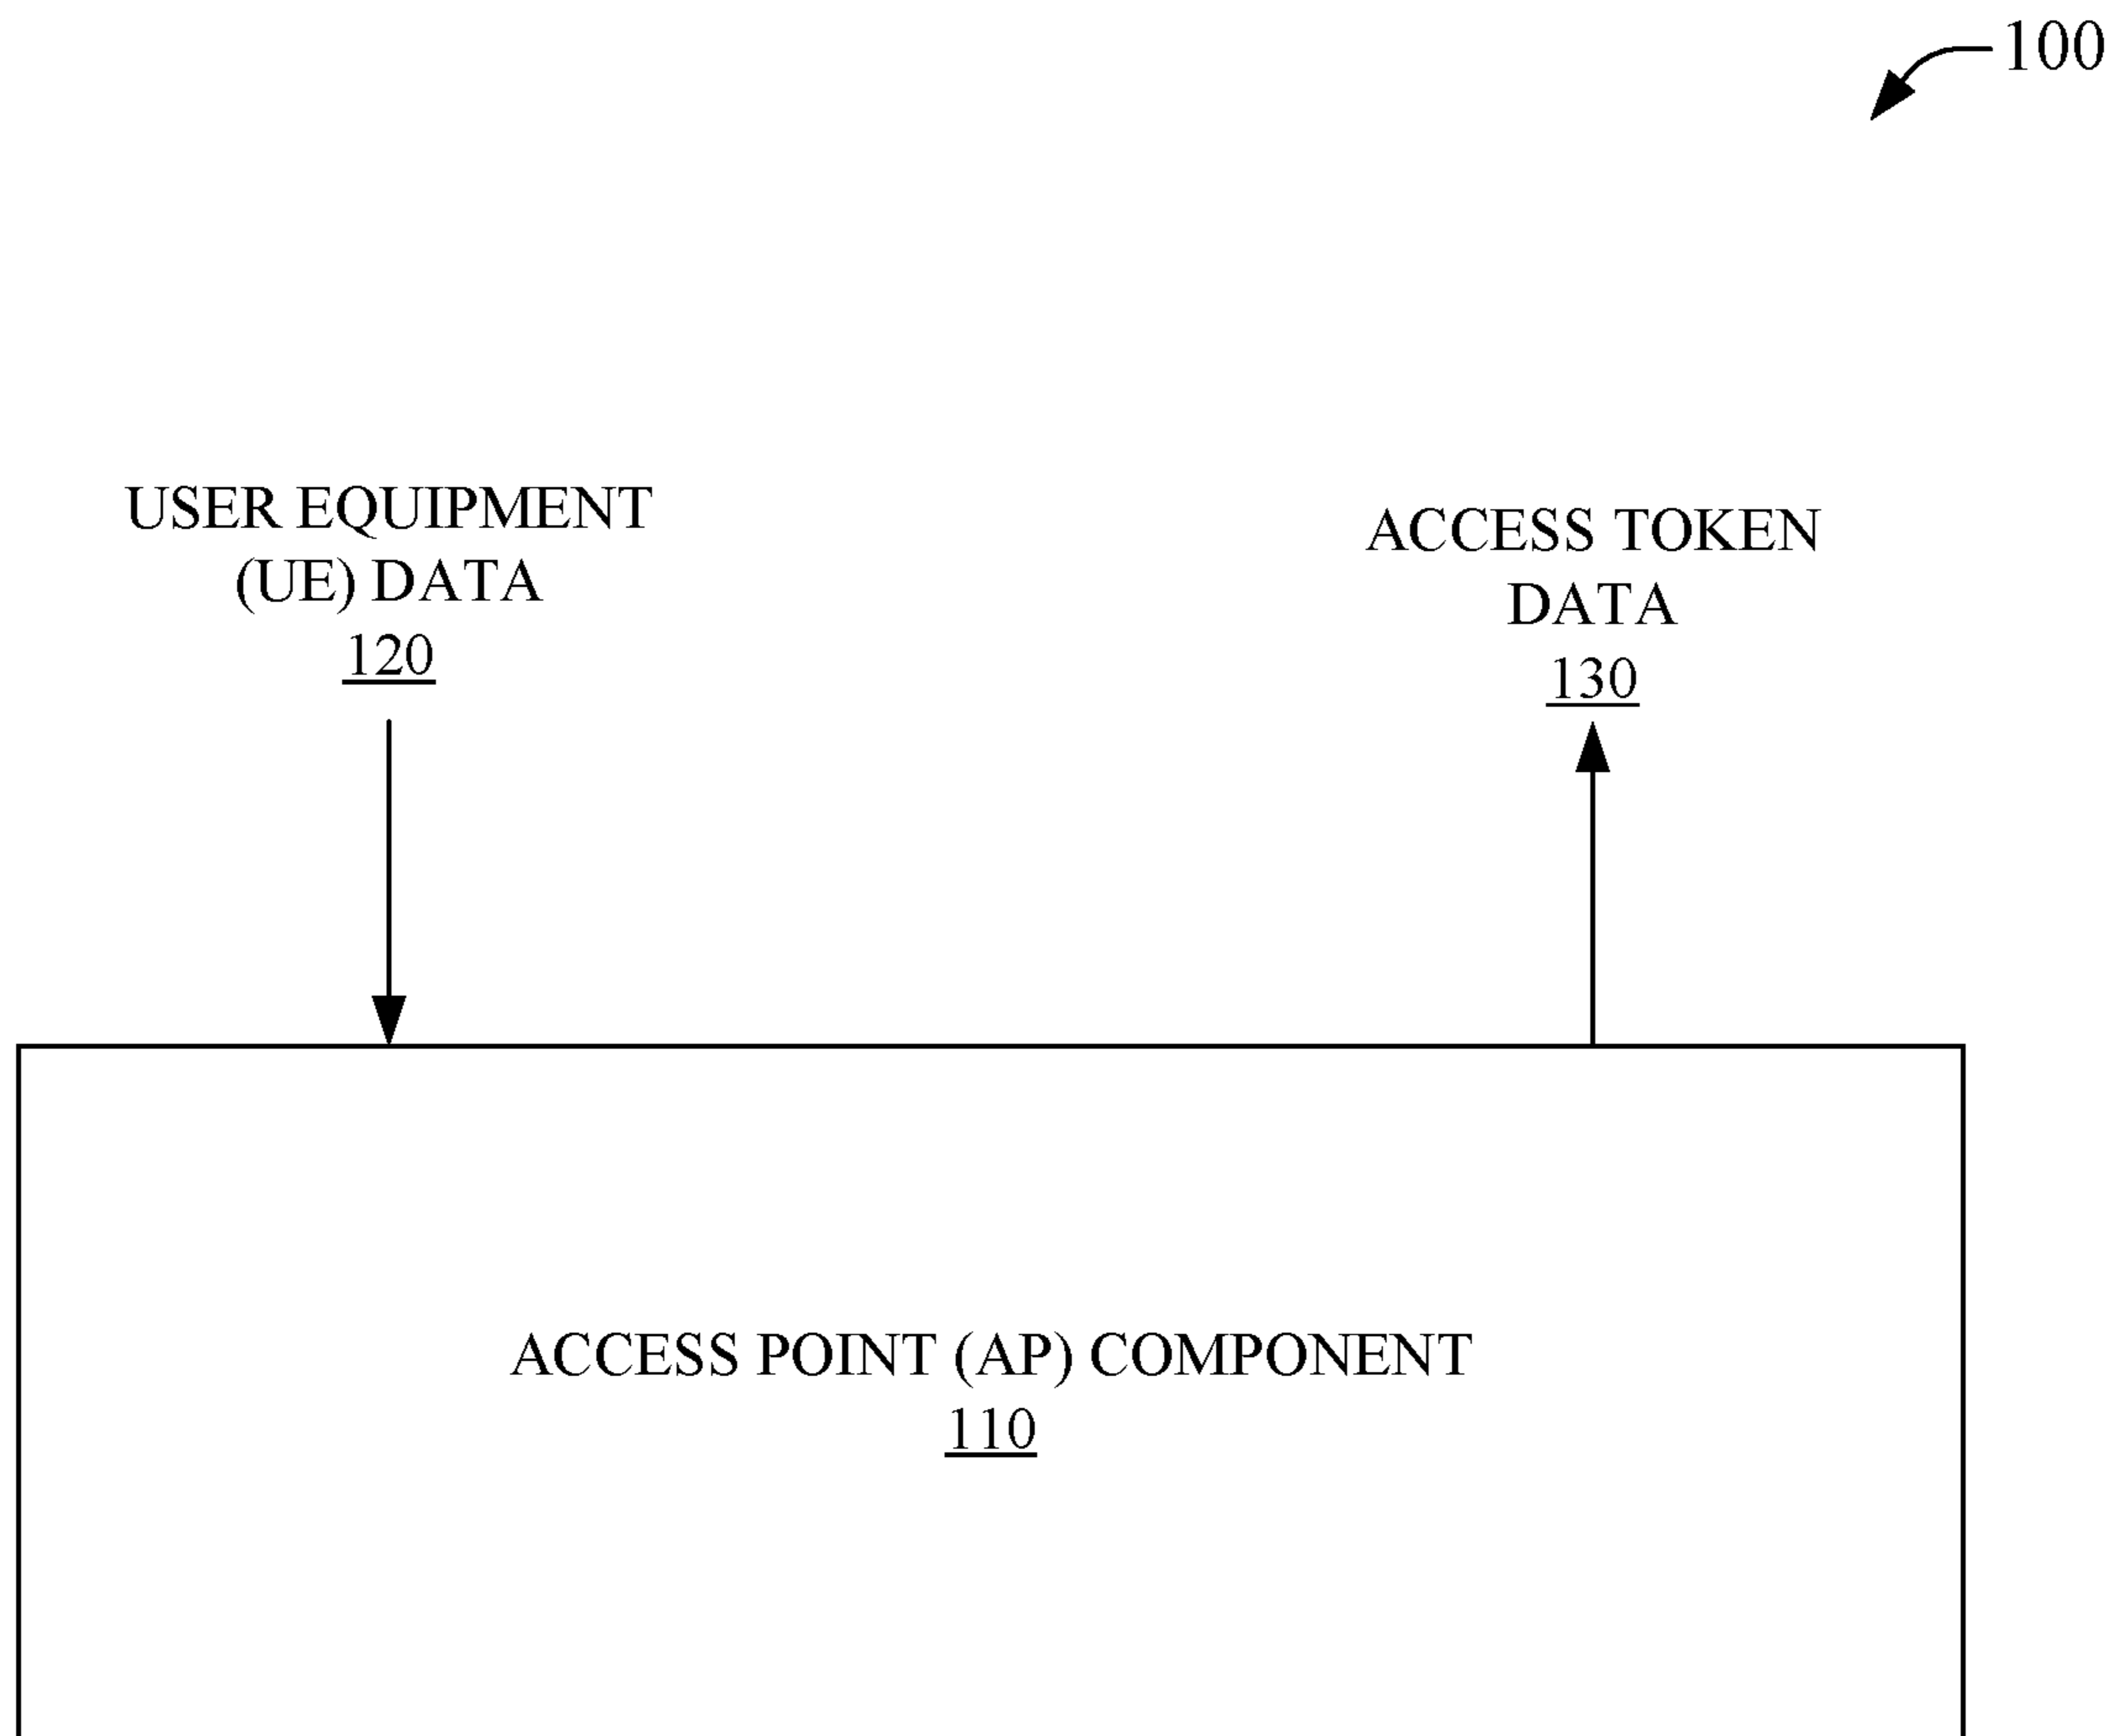 100
USER EQUIPMENT
(UE) DATA
120
ACCESS TOKEN
DATA
130
ACCESS POINT (AP) COMPONENT
110